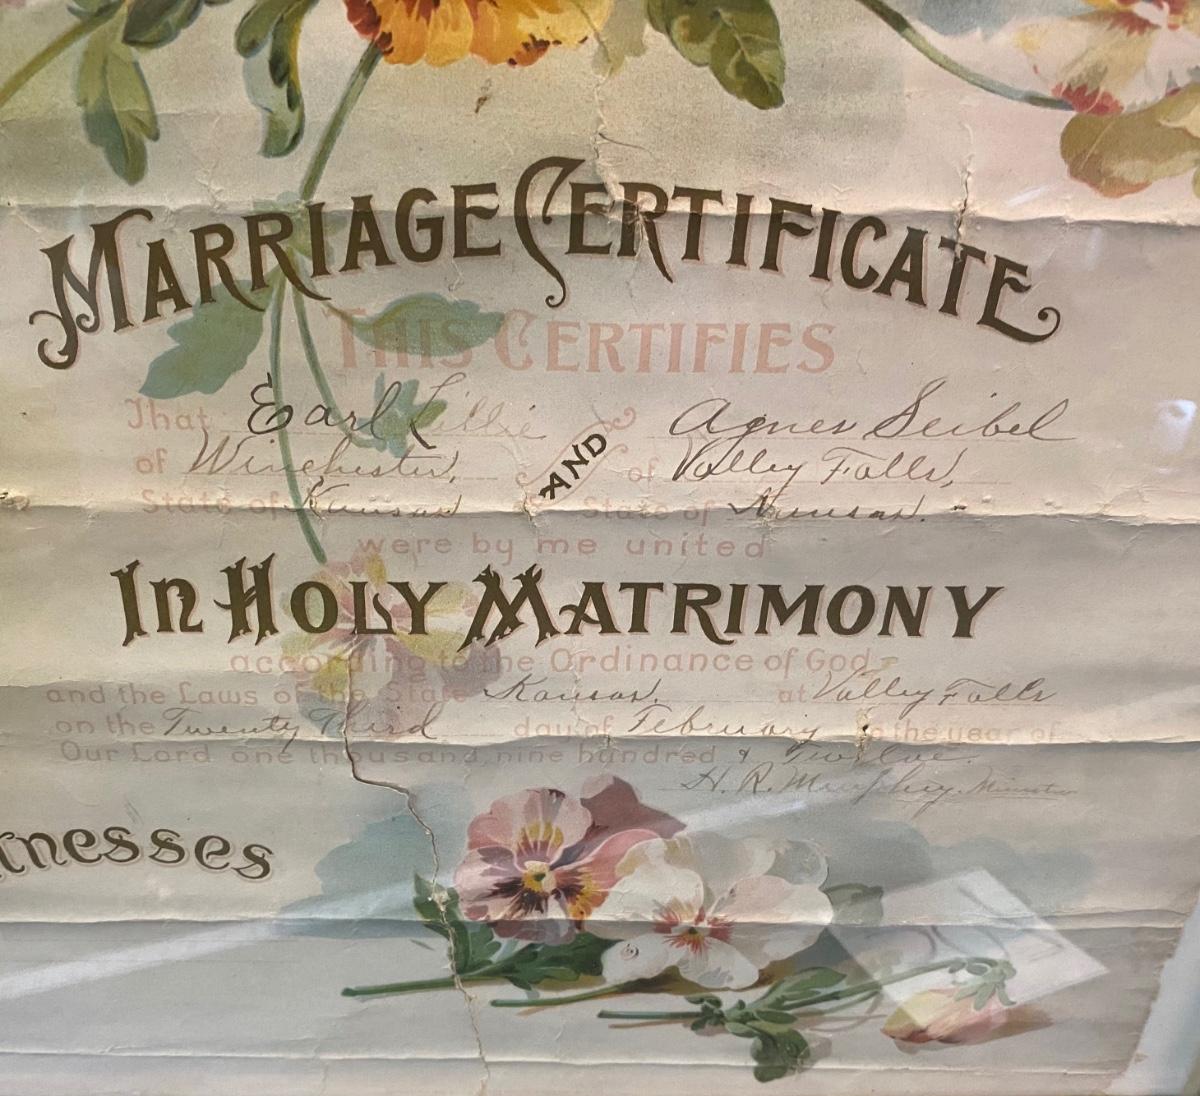 MARRIAGE CERTIFICATE
THIS CERTIFIES
That Earl Lillie AND Agnes Seibel
of Winchester, of Valley Falls,
State of Kansas State of Kansas.
were by me united
IN HOLY MATRIMONY
according to the Ordinance of God
and the Laws of the State Kansas. at Valley Falls
on the Twenty Third day of February in the year of
Our Lord one thousand nine hundred & Twelve.
H. R. Murphy. Minister
nesses